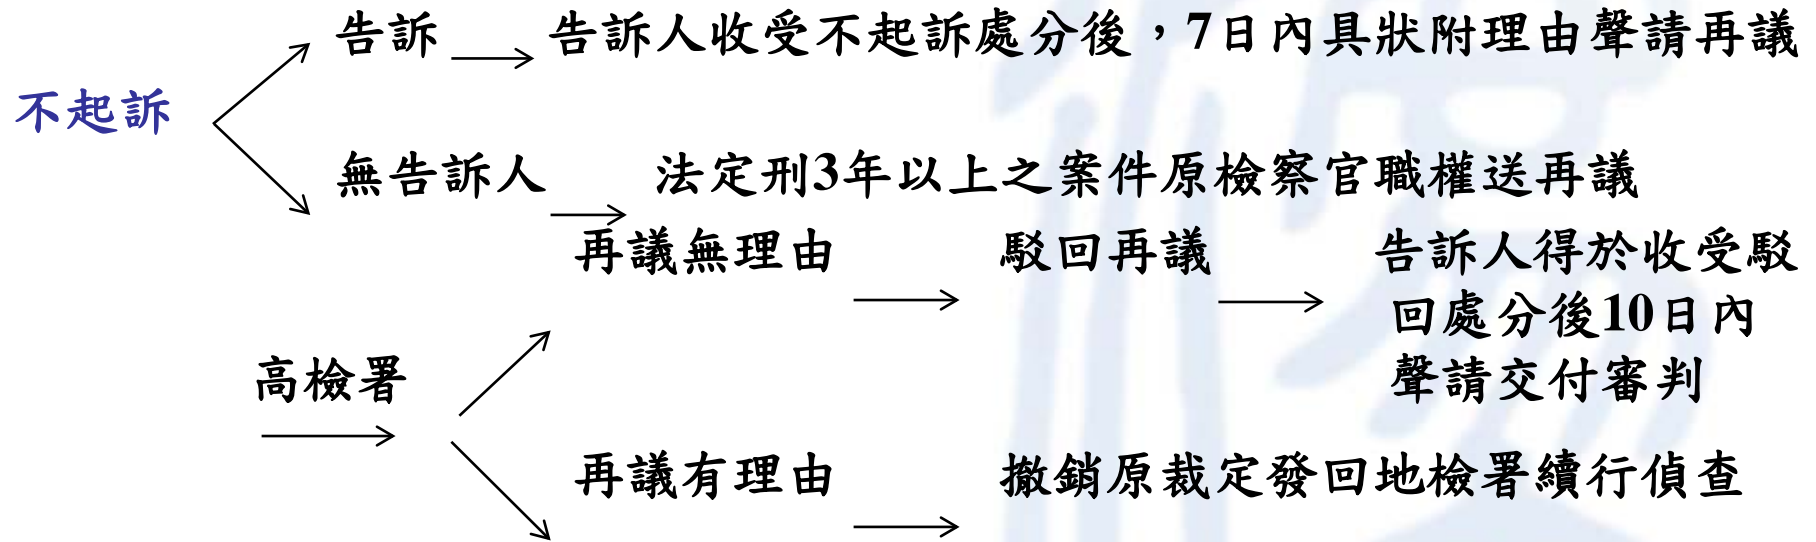 告訴 告訴人收受不起訴處分後，7日內具狀附理由聲請再議
不起訴
無告訴人 法定刑3年以上之案件原檢察官職權送再議
再議無理由 駁回再議 告訴人得於收受駁
回處分後10日內
高檢署 聲請交付審判
再議有理由 撤銷原裁定發回地檢署續行偵查